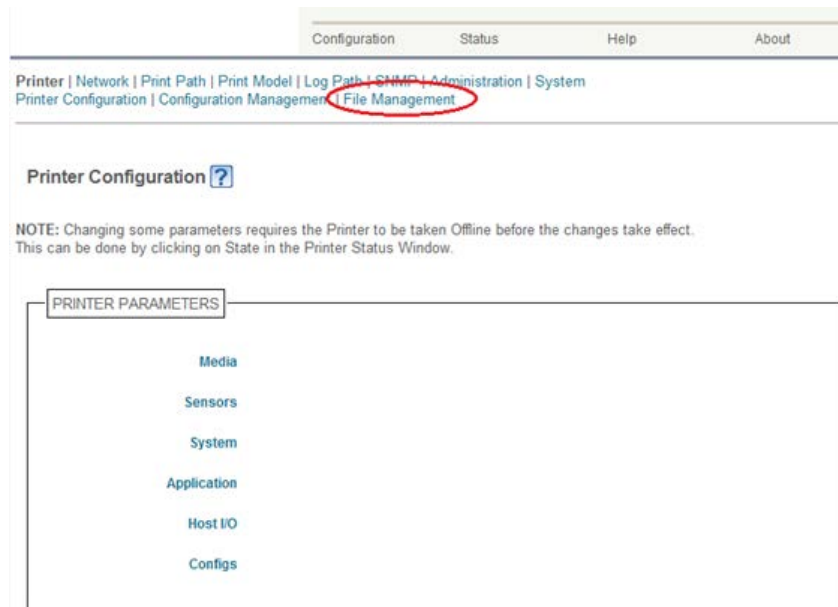 Configuration Status Help About
Printer | Network | Print Path | Print Model | Log Path | SNMP | Administration | System
Printer Configuration | Configuration Management | File Management
Printer Configuration ?
NOTE: Changing some parameters requires the Printer to be taken Offline before the changes take effect.
This can be done by clicking on State in the Printer Status Window.
PRINTER PARAMETERS
Media
Sensors
System
Application
Host I/O
Configs